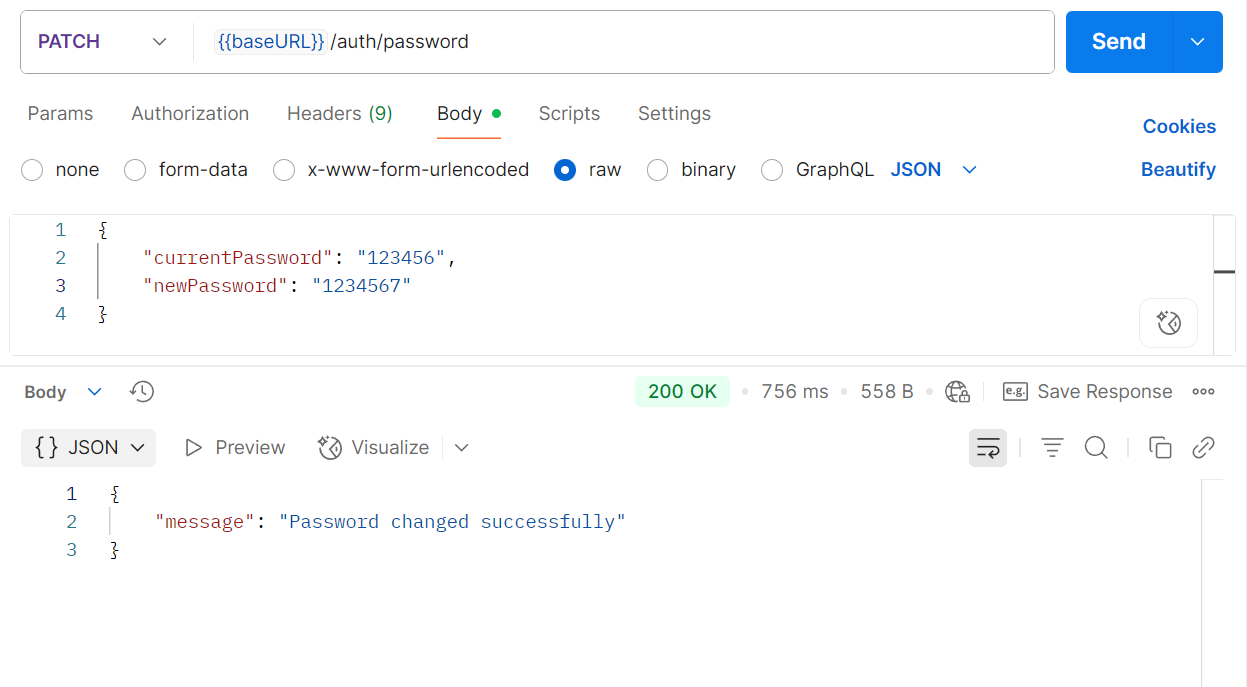 PATCH {{baseURL}} /auth/password Send
Params Authorization Headers (9) Body Scripts Settings
Cookies
none form-data x-www-form-urlencoded raw binary GraphQL JSON Beautify
1 {
2 "currentPassword": "123456",
3 "newPassword": "1234567"
4 }
Body 200 OK 756 ms 558 B e.g. Save Response
{} JSON Preview Visualize
1 {
2 "message": "Password changed successfully"
3 }